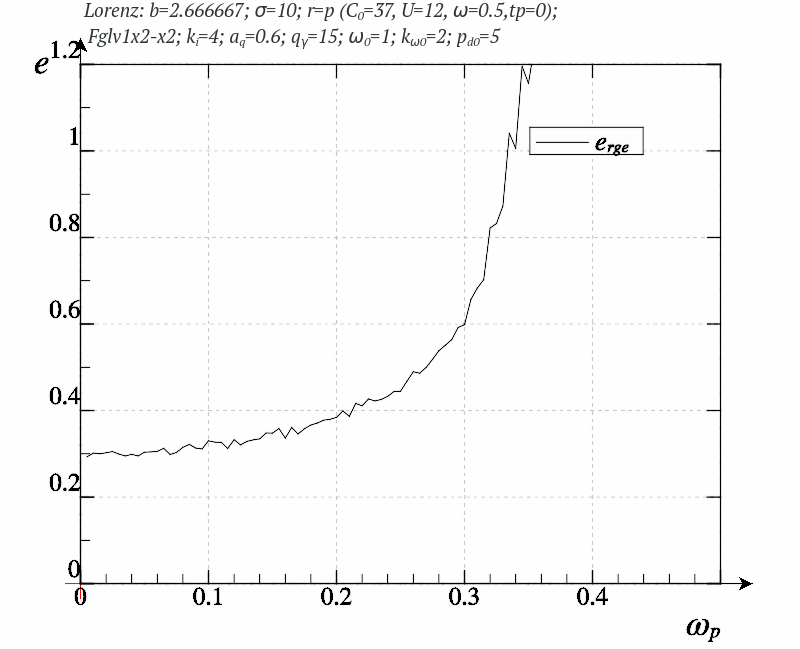 Lorenz: b=2.666667; σ=10; r=p (C₀=37, U=12, ω=0.5,tp=0);
Fglv1x2-x2; kᵢ=4; a_q=0.6; q_γ=15; ω₀=1; k_ω₀=2; p_d0=5
e
1.2
1
0.8
0.6
0.4
0.2
0
e_rge
0 0.1 0.2 0.3 0.4
ω_p